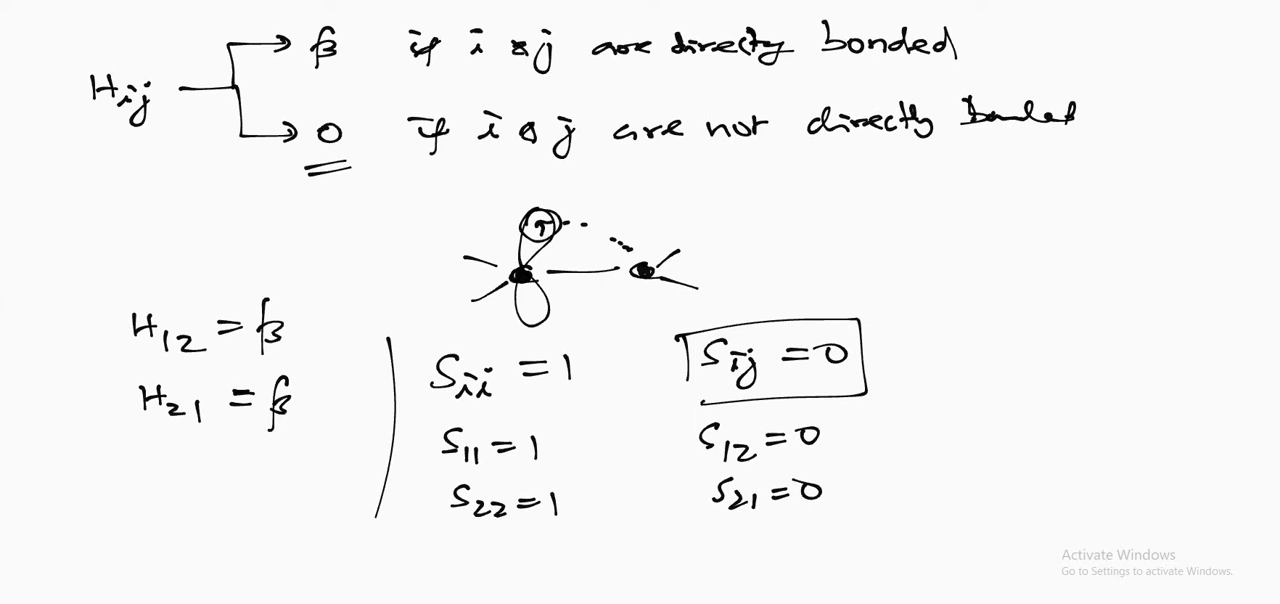 β if i & j are directy bonded
Hij
0 if i & j are not directly bonded
H12 = β
H21 = β
Sii = 1
Sij = 0
S11 = 1
S12 = 0
S22 = 1
S21 = 0
Activate Windows
Go to Settings to activate Windows.